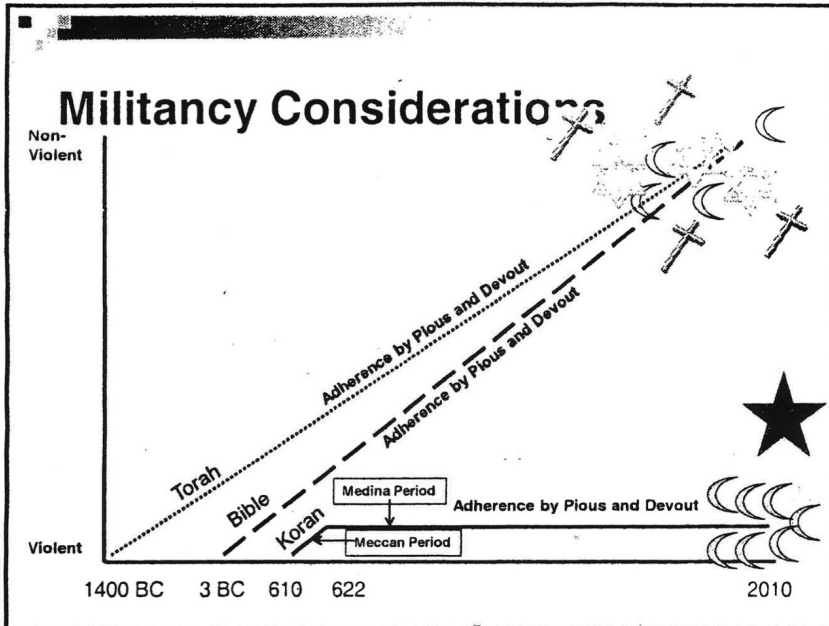 Militancy Considerations
Non-
Violent
Adherence by Pious and Devout
Adherence by Pious and Devout
Torah
Bible
Koran
Medina Period
Adherence by Pious and Devout
Meccan Period
Violent
1400 BC 3 BC 610 622 2010